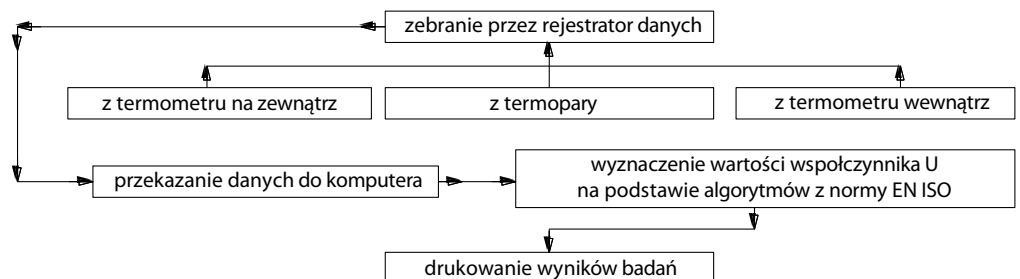 zebranie przez rejestrator danych
z termometru na zewnątrz
z termopary
z termometru wewnątrz
przekazanie danych do komputera
wyznaczenie wartości wspołczynnika U
na podstawie algorytmów z normy EN ISO
drukowanie wyników badań